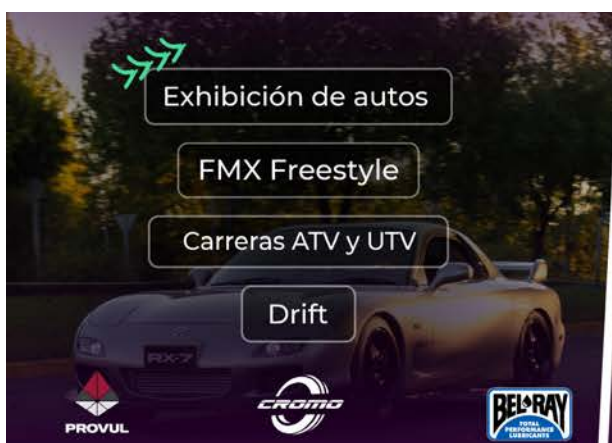 Exhibición de autos
FMX Freestyle
Carreras ATV y UTV
Drift
RX-7
PROVUL
CROMO
BEL-RAY
TOTAL
PERFORMANCE
LUBRICANTS